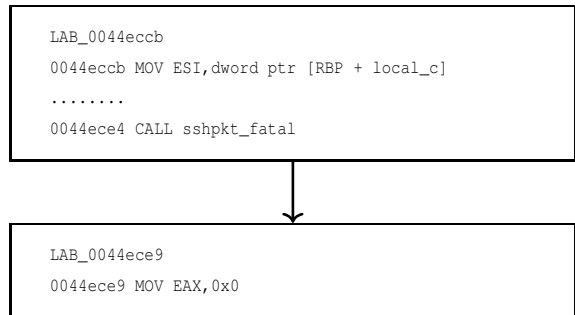 LAB_0044eccb
0044eccb MOV ESI,dword ptr [RBP + local_c]
........
0044ece4 CALL sshpkt_fatal
LAB_0044ece9
0044ece9 MOV EAX,0x0